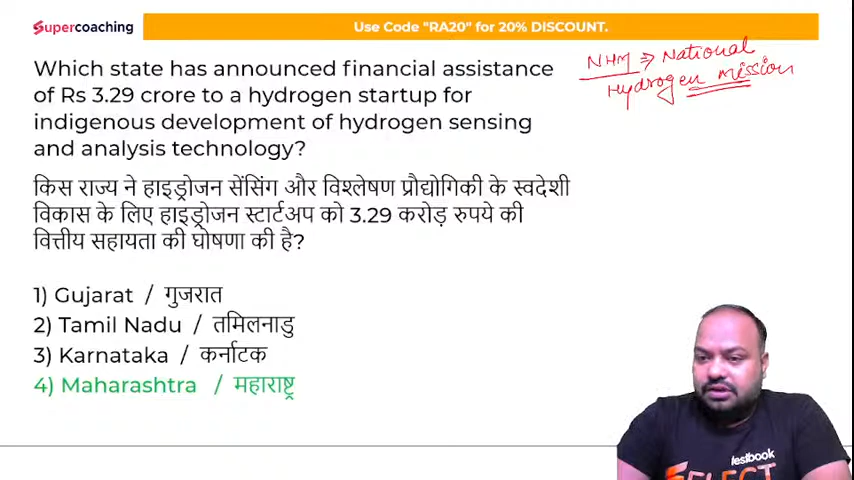 Supercoaching
Use Code "RA20" for 20% DISCOUNT.
NHM ⇒ National
Hydrogen Mission
Which state has announced financial assistance
of Rs 3.29 crore to a hydrogen startup for
indigenous development of hydrogen sensing
and analysis technology?
किस राज्य ने हाइड्रोजन सेंसिंग और विश्लेषण प्रौद्योगिकी के स्वदेशी
विकास के लिए हाइड्रोजन स्टार्टअप को 3.29 करोड़ रुपये की
वित्तीय सहायता की घोषणा की है?
1) Gujarat / गुजरात
2) Tamil Nadu / तमिलनाडु
3) Karnataka / कर्नाटक
4) Maharashtra / महाराष्ट्र
testbook
SELECT